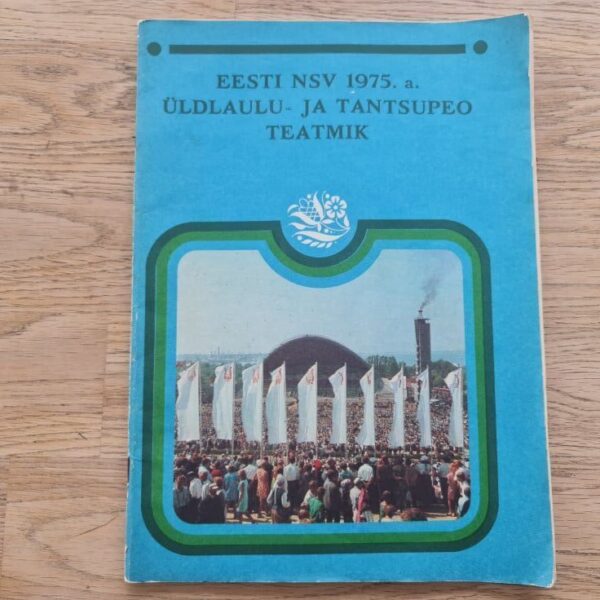 EESTI NSV 1975. a.
ÜLDLAULU- JA TANTSUPEO
TEATMIK